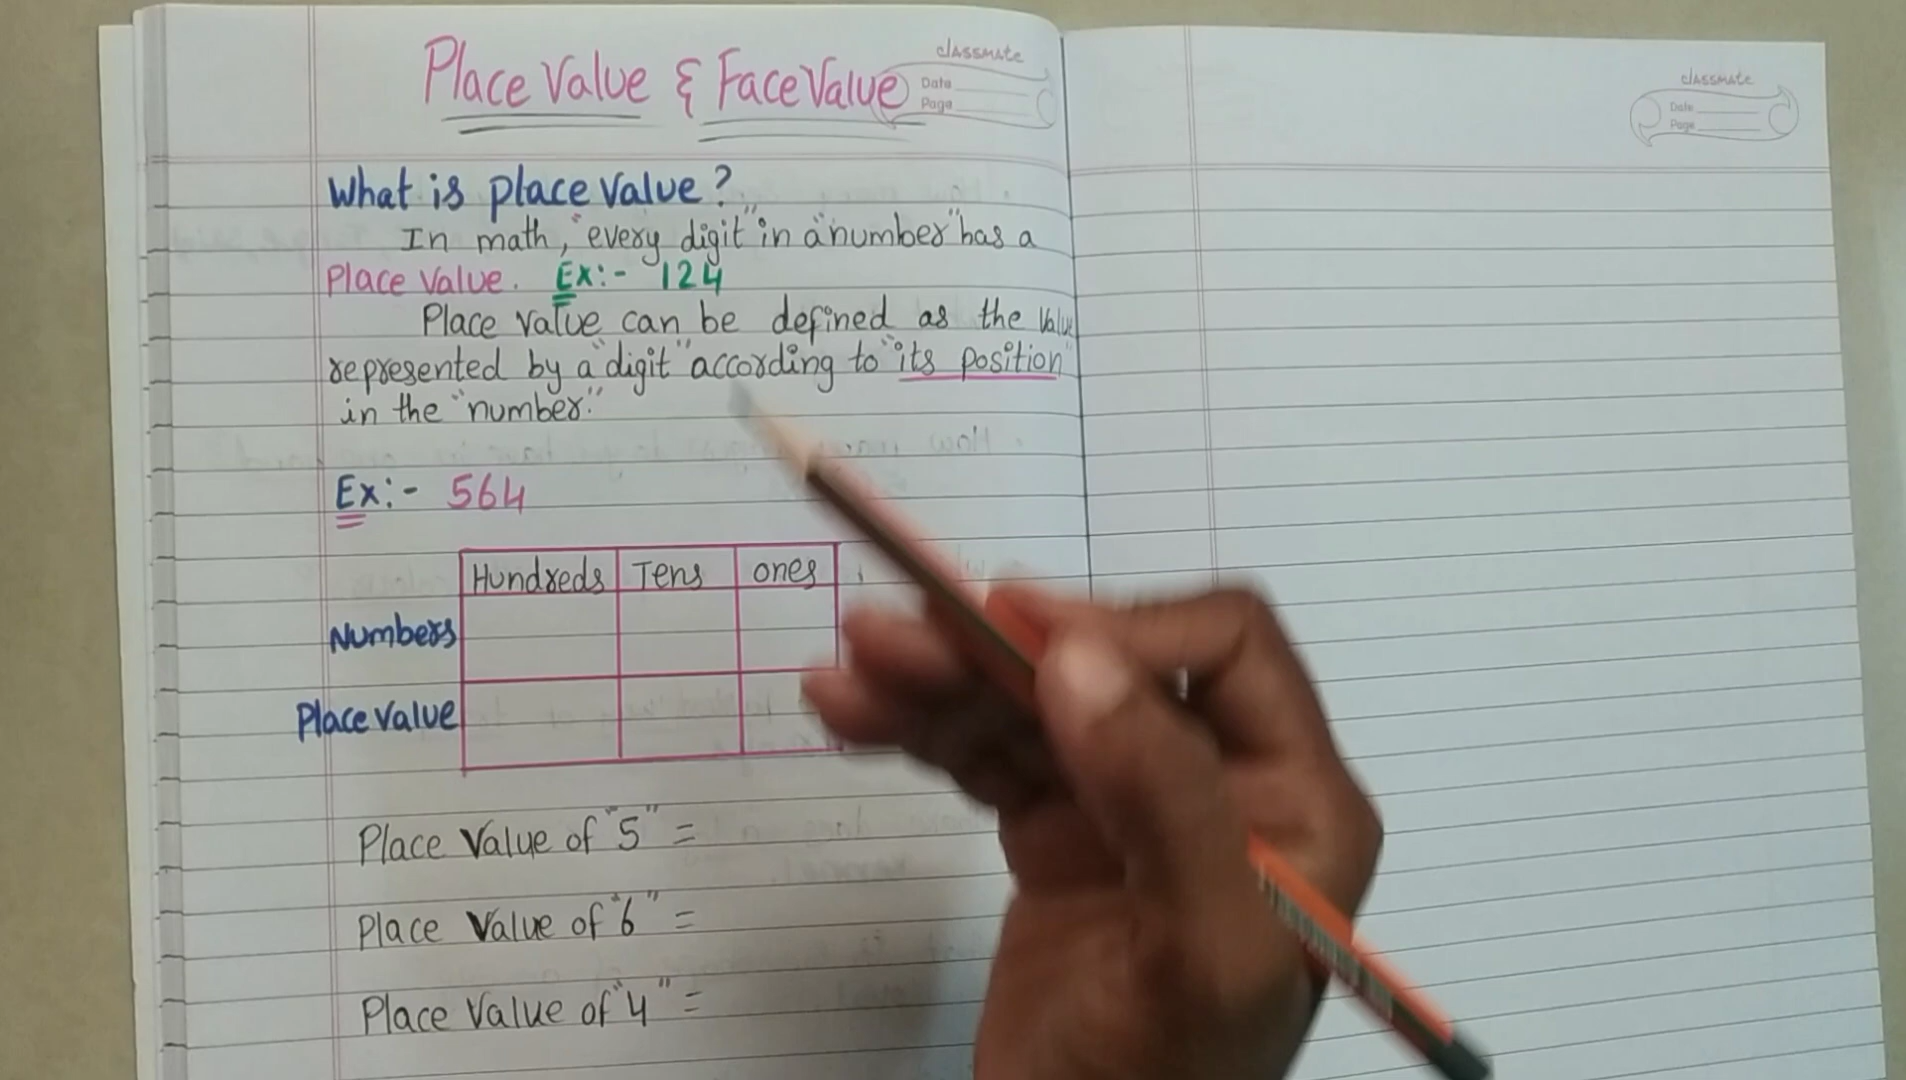 Place Value & Face Value
classmate
Date
Page
What is place value?
In math, "every digit" in a "number" has a
Place Value. Ex:- 124
Place value can be defined as the value
represented by a "digit" according to "its position"
in the "number".
Ex:- 564
Hundreds Tens ones
Numbers
Place value
Place Value of "5" =
Place Value of "6" =
Place Value of "4" =
classmate
Date
Page